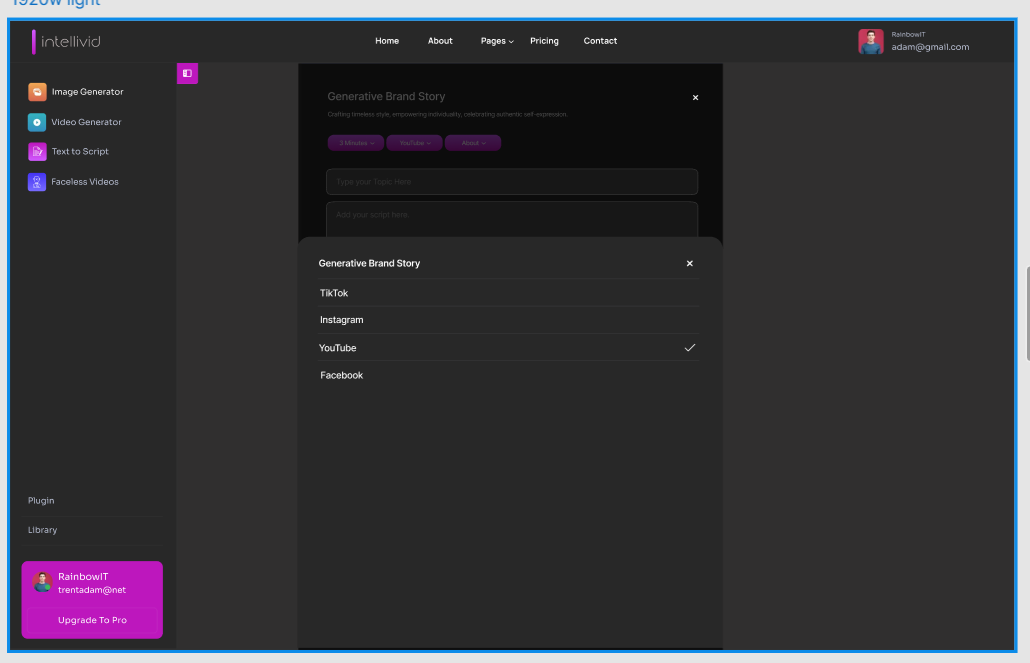 1920w light
intellivid
Home About Pages Pricing Contact
RainbowIT
adam@gmail.com
Image Generator
Video Generator
Text to Script
Faceless Videos
Generative Brand Story
Crafting timeless style, empowering individuality, celebrating authentic self-expression.
3 Minutes YouTube About
Type your Topic Here
Add your script here,
Generative Brand Story
TikTok
Instagram
YouTube
Facebook
Plugin
Library
RainbowIT
trentadam@net
Upgrade To Pro